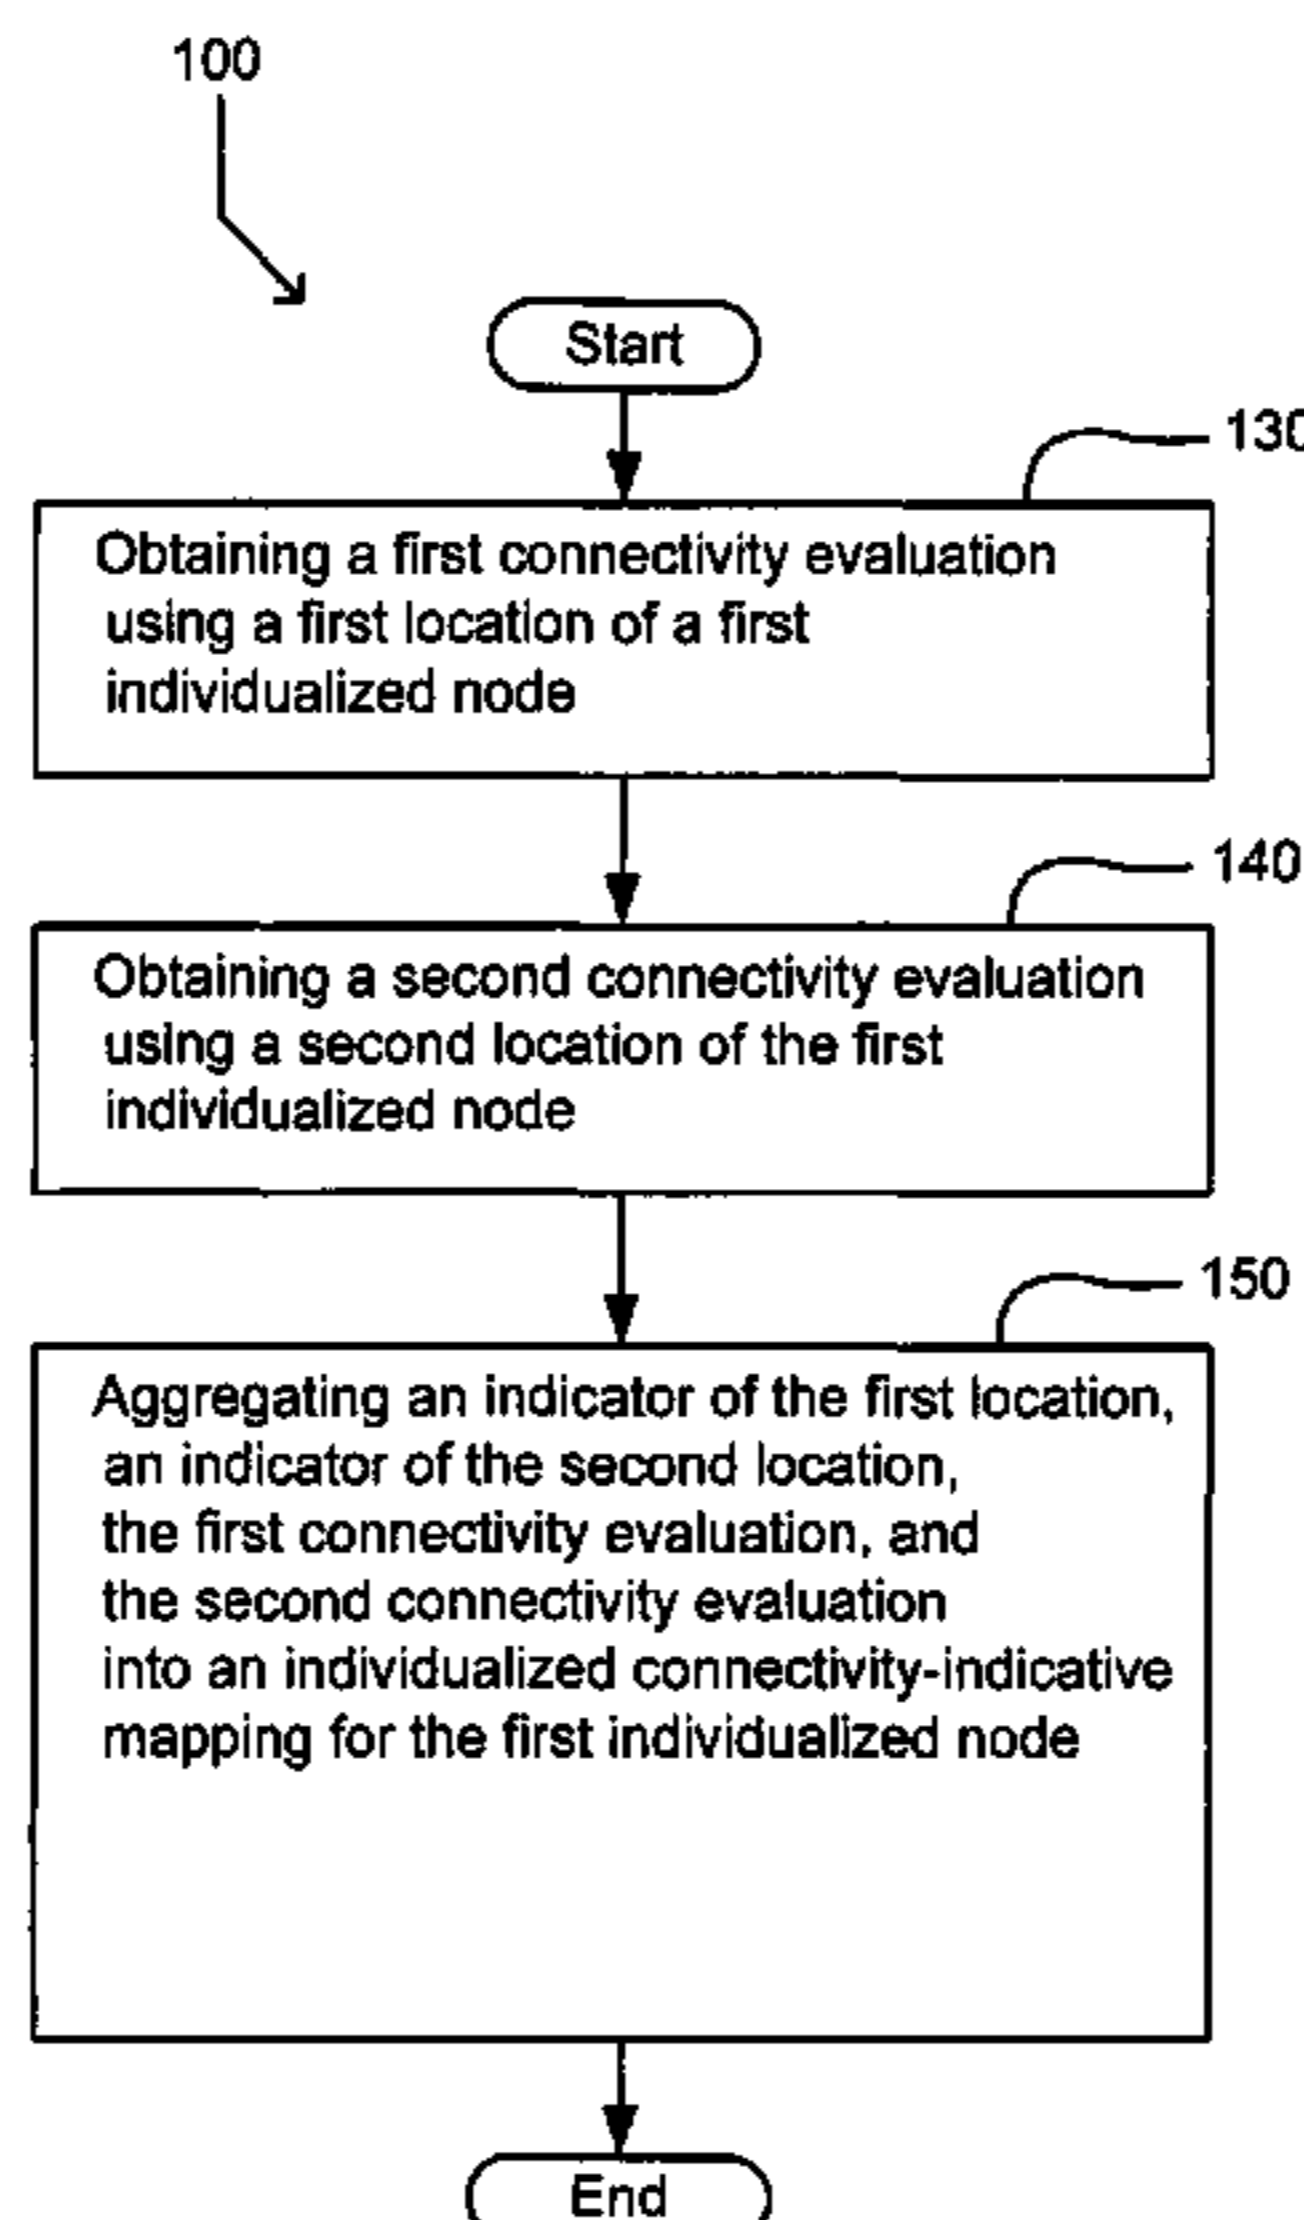 100
Start
130
Obtaining a first connectivity evaluation
using a first location of a first
individualized node
140
Obtaining a second connectivity evaluation
using a second location of the first
individualized node
150
Aggregating an indicator of the first location,
an indicator of the second location,
the first connectivity evaluation, and
the second connectivity evaluation
into an individualized connectivity-indicative
mapping for the first individualized node
End